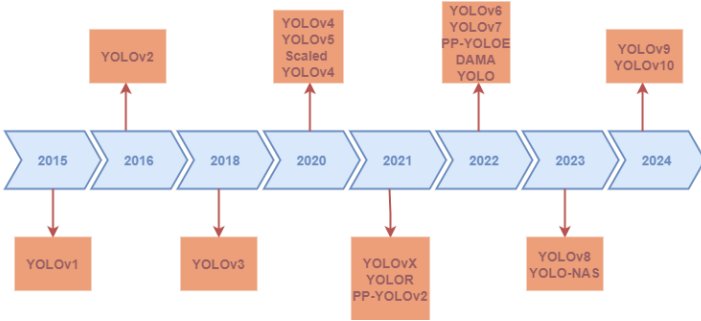 YOLOv2
YOLOv4
YOLOv5
Scaled
YOLOv4
YOLOv6
YOLOv7
PP-YOLOE
DAMA
YOLO
YOLOv9
YOLOv10
2015
2016
2018
2020
2021
2022
2023
2024
YOLOv1
YOLOv3
YOLOvX
YOLOR
PP-YOLOv2
YOLOv8
YOLO-NAS